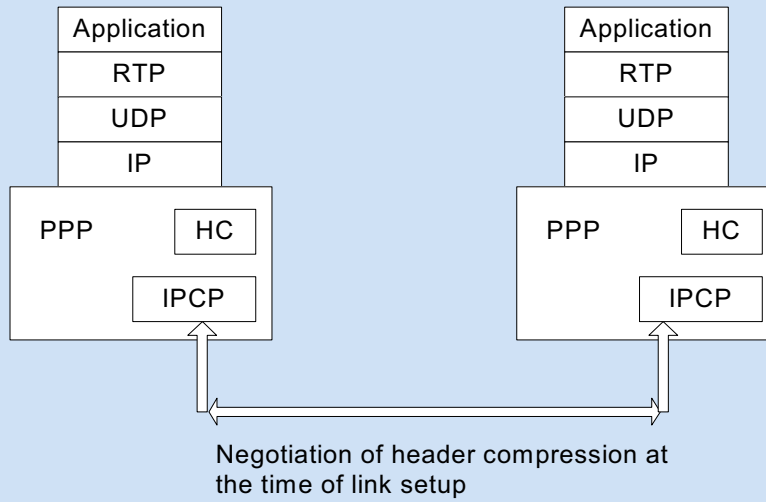 Application
RTP
UDP
IP
PPP
HC
IPCP
Application
RTP
UDP
IP
PPP
HC
IPCP
Negotiation of header compression at
the time of link setup